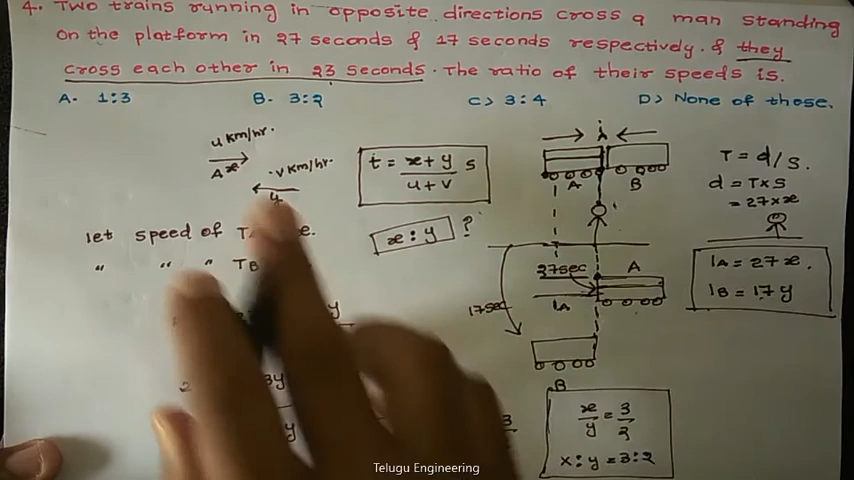 4. Two trains running in opposite directions cross a man standing
on the platform in 27 seconds & 17 seconds respectively. & they
cross each other in 23 seconds. The ratio of their speeds is.
A. 1:3 B. 3:2 C> 3:4 D> None of those.
u km/hr.
A x
v km/hr.
y
t = x+y / u+v s
x : y ?
let speed of
" " "
A B
T = d/s.
d = T×S
= 27×x
lA = 27x.
lB = 17y
27sec A
lA
17sec
B
x/y = 3/2
x:y = 3:2
Telugu Engineering